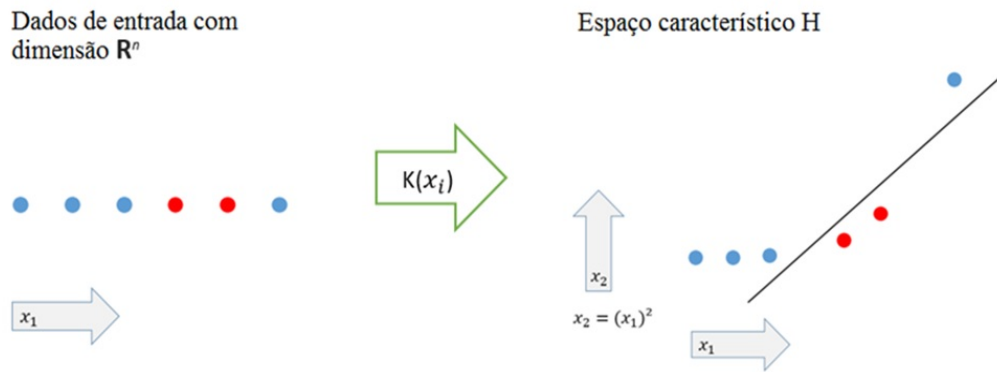 Dados de entrada com
dimensão Rⁿ
Espaço característico H
K(xᵢ)
x₂
x₂ = (x₁)²
x₁
x₁